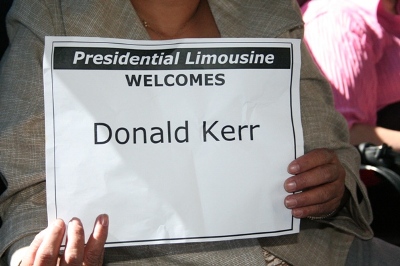 Presidential Limousine
WELCOMES
Donald Kerr